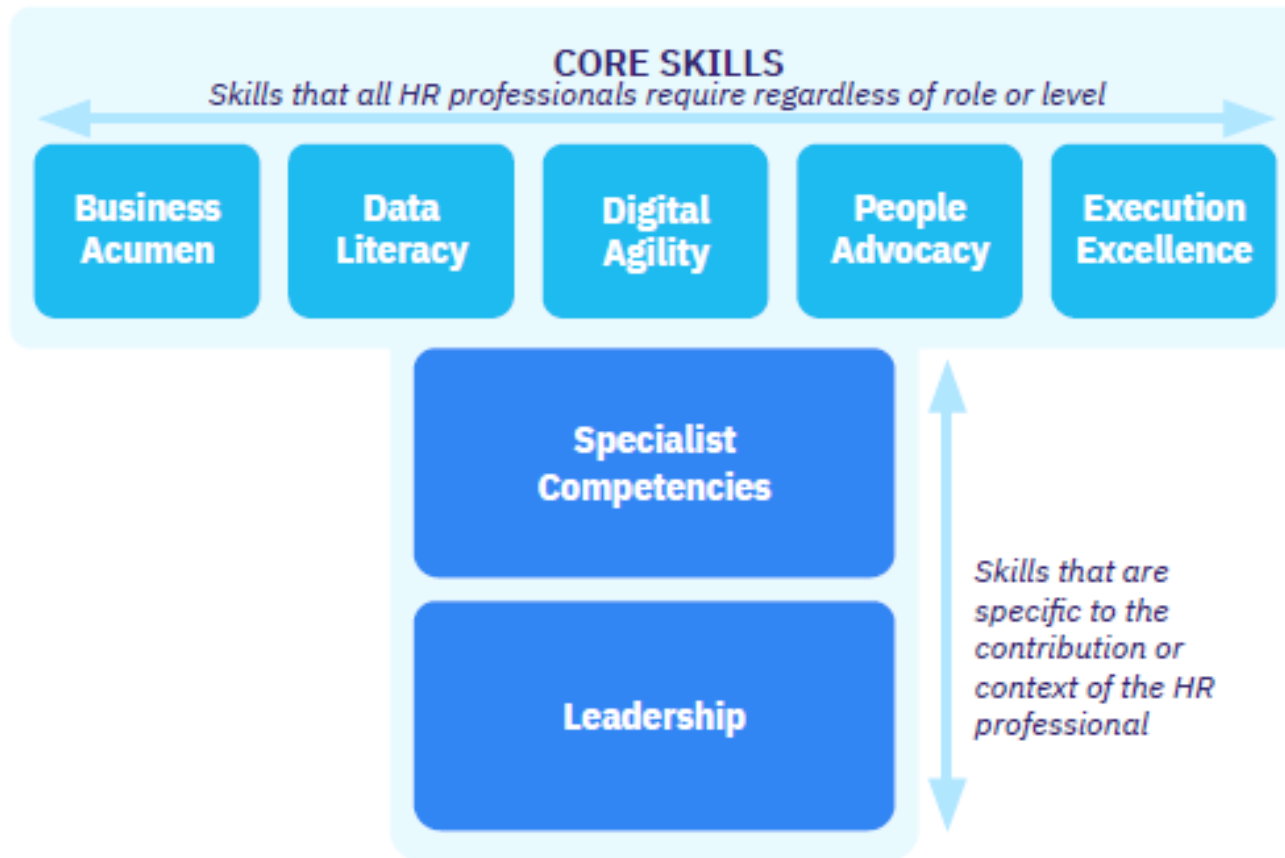 CORE SKILLS
Skills that all HR professionals require regardless of role or level
Business
Acumen
Data
Literacy
Digital
Agility
People
Advocacy
Execution
Excellence
Specialist
Competencies
Leadership
Skills that are
specific to the
contribution or
context of the HR
professional